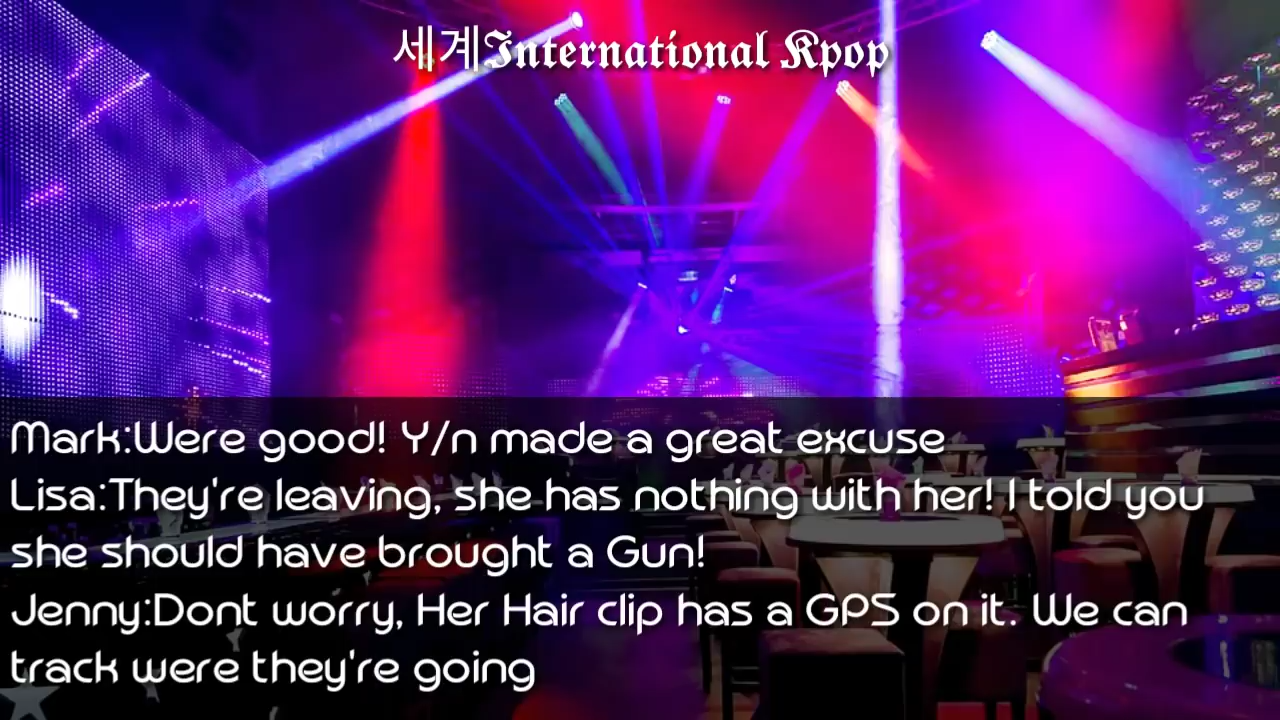 세계International Kpop
Mark:Were good! Y/n made a great excuse
Lisa:They're leaving, she has nothing with her! I told you
she should have brought a Gun!
Jenny:Dont worry, Her Hair clip has a GPS on it. We can
track were they're going